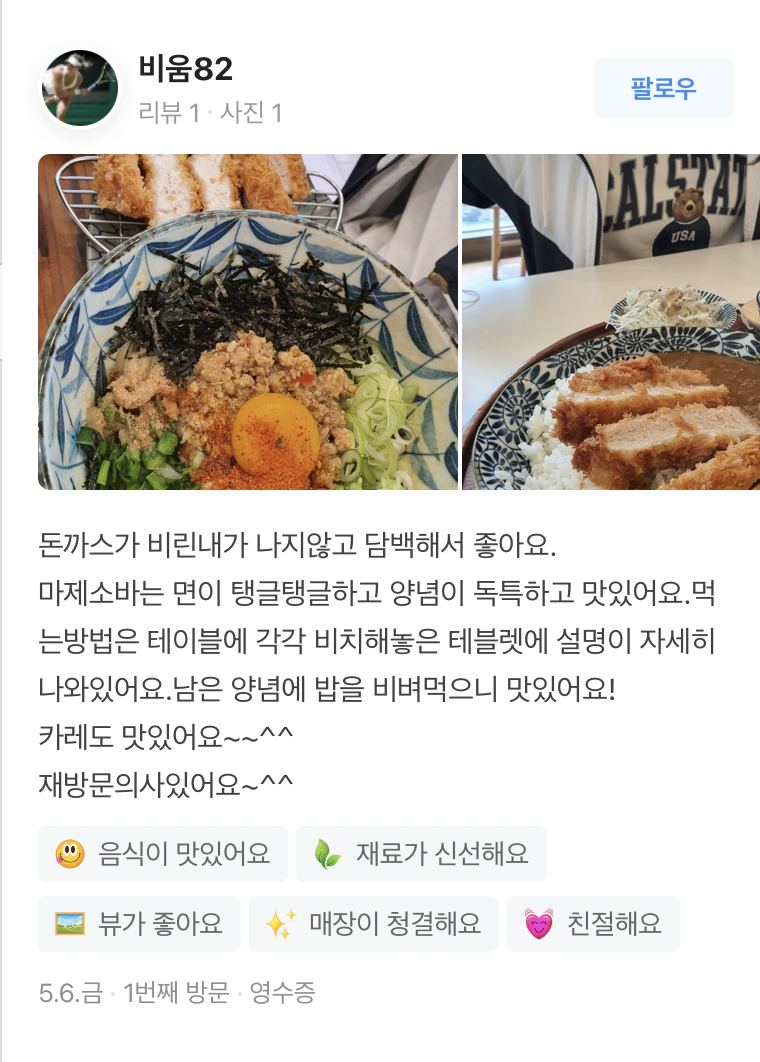 비움82
리뷰 1 · 사진 1
팔로우
CALSTAT
USA
돈까스가 비린내가 나지않고 담백해서 좋아요.
마제소바는 면이 탱글탱글하고 양념이 독특하고 맛있어요.먹
는방법은 테이블에 각각 비치해놓은 테블렛에 설명이 자세히
나와있어요.남은 양념에 밥을 비벼먹으니 맛있어요!
카레도 맛있어요~~^^
재방문의사있어요~^^
음식이 맛있어요
재료가 신선해요
뷰가 좋아요
매장이 청결해요
친절해요
5.6.금 · 1번째 방문 · 영수증